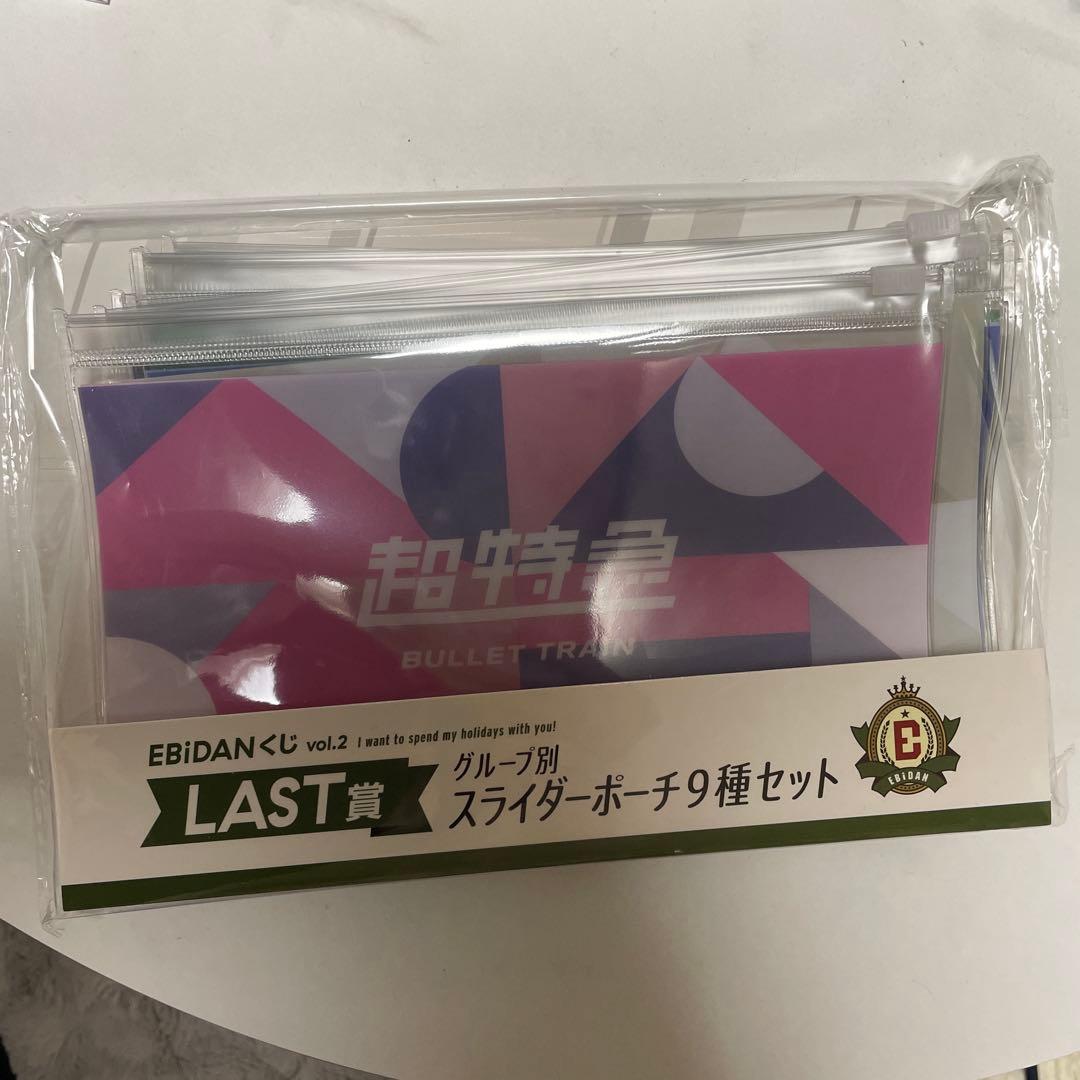 超特急
BULLET TRAIN
EBiDANくじ vol.2 I want to spend my holidays with you!
LAST賞
グループ別
スライダーポーチ9種セット
E
EBiDAN